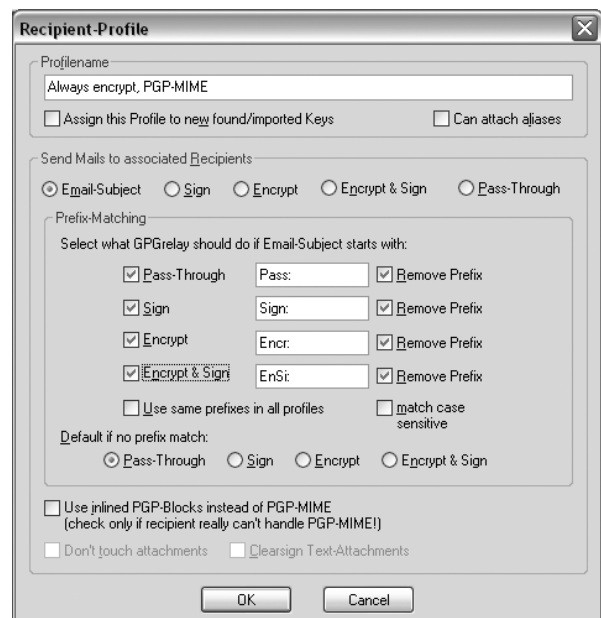 Recipient-Profile
Profilename
Always encrypt, PGP-MIME
Assign this Profile to new found/imported Keys Can attach aliases
Send Mails to associated Recipients
Email-Subject Sign Encrypt Encrypt & Sign Pass-Through
Prefix-Matching
Select what GPGrelay should do if Email-Subject starts with:
Pass-Through Pass: Remove Prefix
Sign Sign: Remove Prefix
Encrypt Encr: Remove Prefix
Encrypt & Sign EnSi: Remove Prefix
Use same prefixes in all profiles match case
sensitive
Default if no prefix match:
Pass-Through Sign Encrypt Encrypt & Sign
Use inlined PGP-Blocks instead of PGP-MIME
(check only if recipient really can't handle PGP-MIME!)
Don't touch attachments Clearsign Text-Attachments
OK Cancel